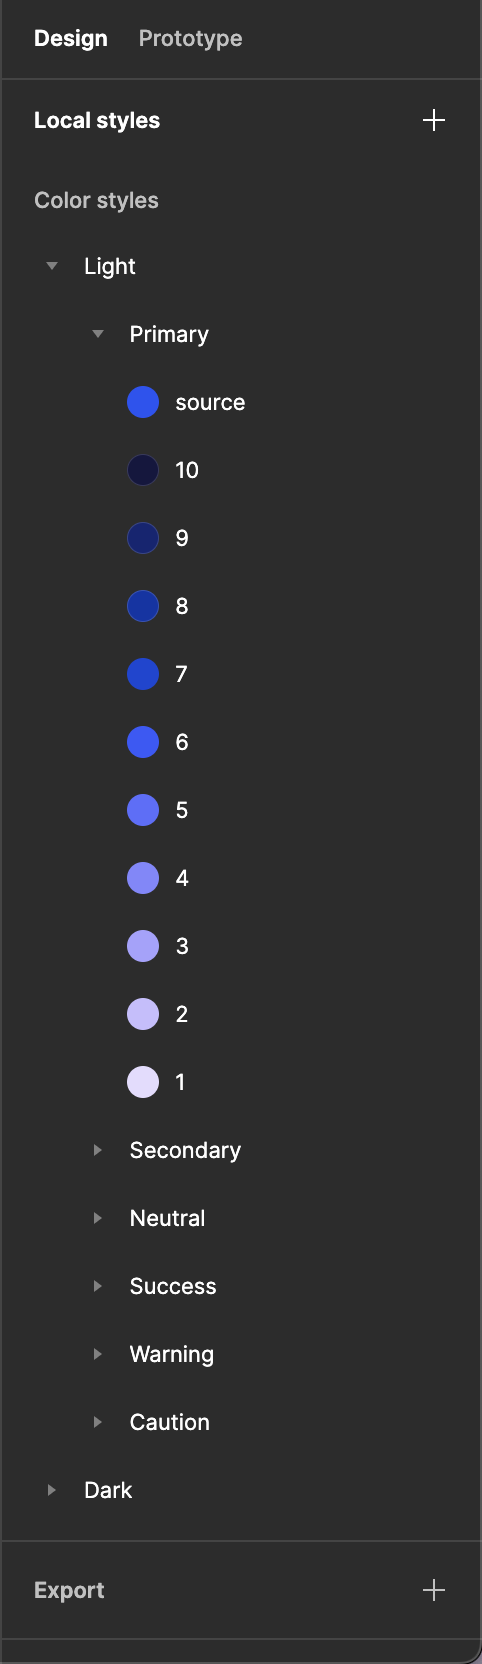 Design Prototype
Local styles
Color styles
Light
Primary
source
10
9
8
7
6
5
4
3
2
1
Secondary
Neutral
Success
Warning
Caution
Dark
Export